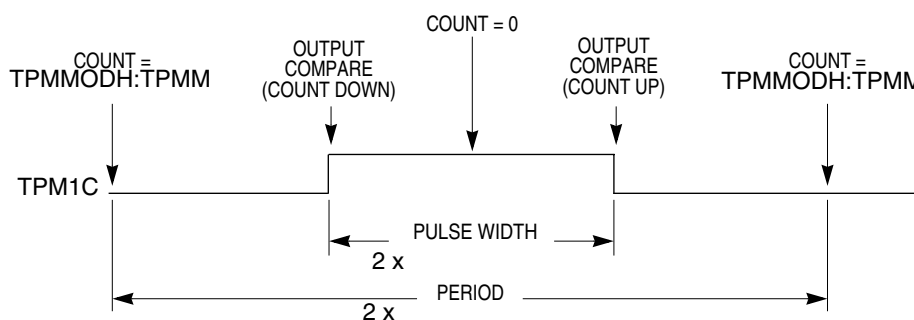 COUNT = 0
COUNT =
TPMMODH:TPMM
OUTPUT
COMPARE
(COUNT DOWN)
OUTPUT
COMPARE
(COUNT UP)
COUNT =
TPMMODH:TPMM
TPM1C
PULSE WIDTH
2 x
PERIOD
2 x